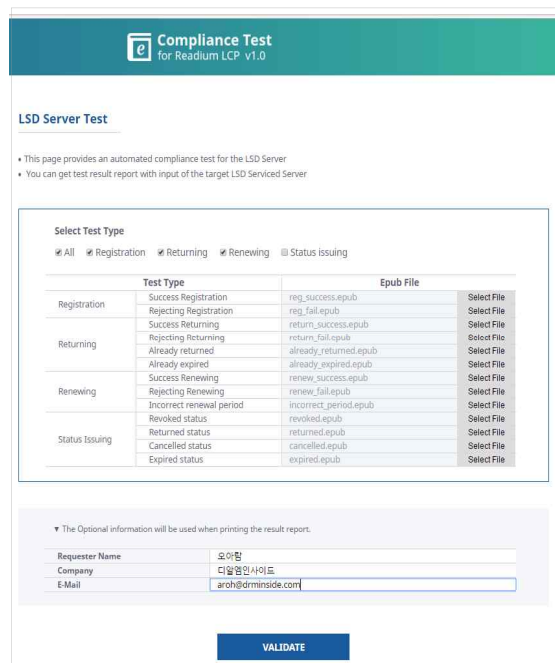 Compliance Test
for Readium LCP v1.0
LSD Server Test
• This page provides an automated compliance test for the LSD Server
• You can get test result report with input of the target LSD Serviced Server
Select Test Type
All Registration Returning Renewing Status issuing
Test Type Epub File
Registration Success Registration reg_success.epub Select File
Rejecting Registration reg_fail.epub Select File
Returning Success Returning return_success.epub Select File
Rejecting Returning return_fail.epub Select File
Already returned already_returned.epub Select File
Already expired already_expired.epub Select File
Renewing Success Renewing renew_success.epub Select File
Rejecting Renewing renew_fail.epub Select File
Incorrect renewal period incorrect_period.epub Select File
Status Issuing Revoked status revoked.epub Select File
Returned status returned.epub Select File
Cancelled status cancelled.epub Select File
Expired status expired.epub Select File
▼ The Optional information will be used when printing the result report.
Requester Name 오아람
Company 디알엠인사이드
E-Mail aroh@drminside.com
VALIDATE